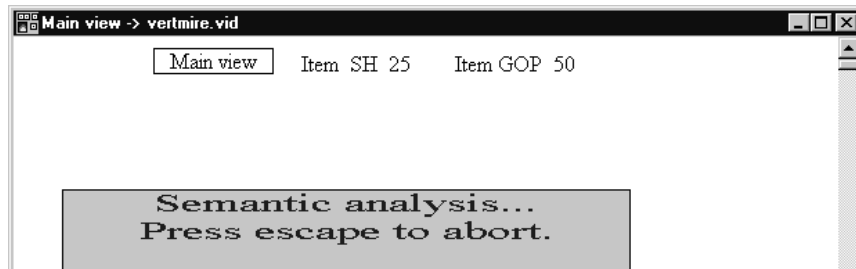 Main view -> vertmire.vid
Main view Item SH 25 Item GOP 50
Semantic analysis...
Press escape to abort.